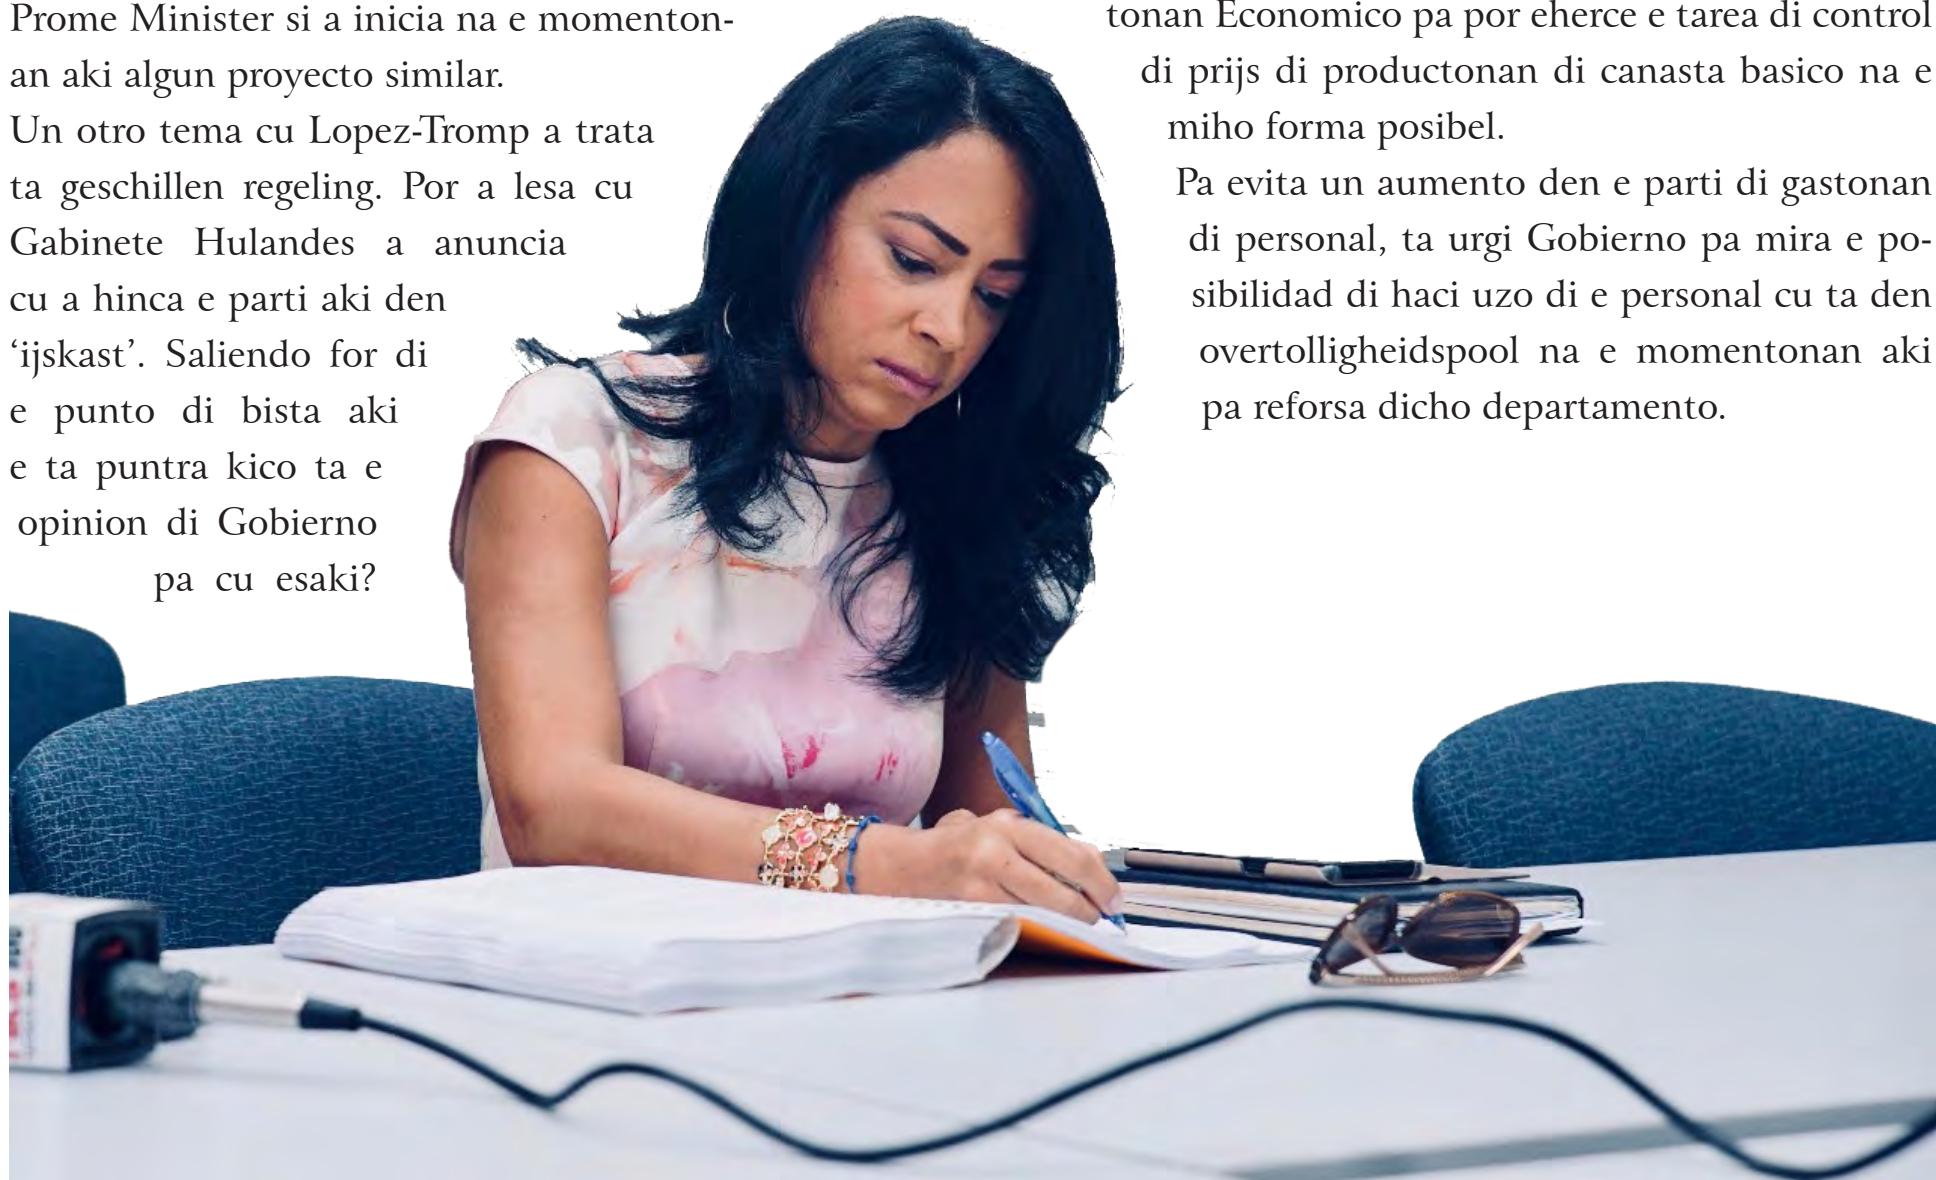 Prome Minister si a inicia na e momenton-
an aki algun proyecto similar.
Un otro tema cu Lopez-Tromp a trata
ta geschillen regeling. Por a lesa cu
Gabinete Hulandes a anuncia
cu a hinca e parti aki den
‘ijskast’. Saliendo for di
e punto di bista aki
e ta puntra kico ta e
opinion di Gobierno
pa cu esaki?
tonan Economico pa por eherce e tarea di control
di prijs di productonan di canasta basico na e
miho forma posibel.
Pa evita un aumento den e parti di gastonan
di personal, ta urgi Gobierno pa mira e po-
sibilidad di haci uzo di e personal cu ta den
overtolligheidspool na e momentonan aki
pa reforsa dicho departamento.